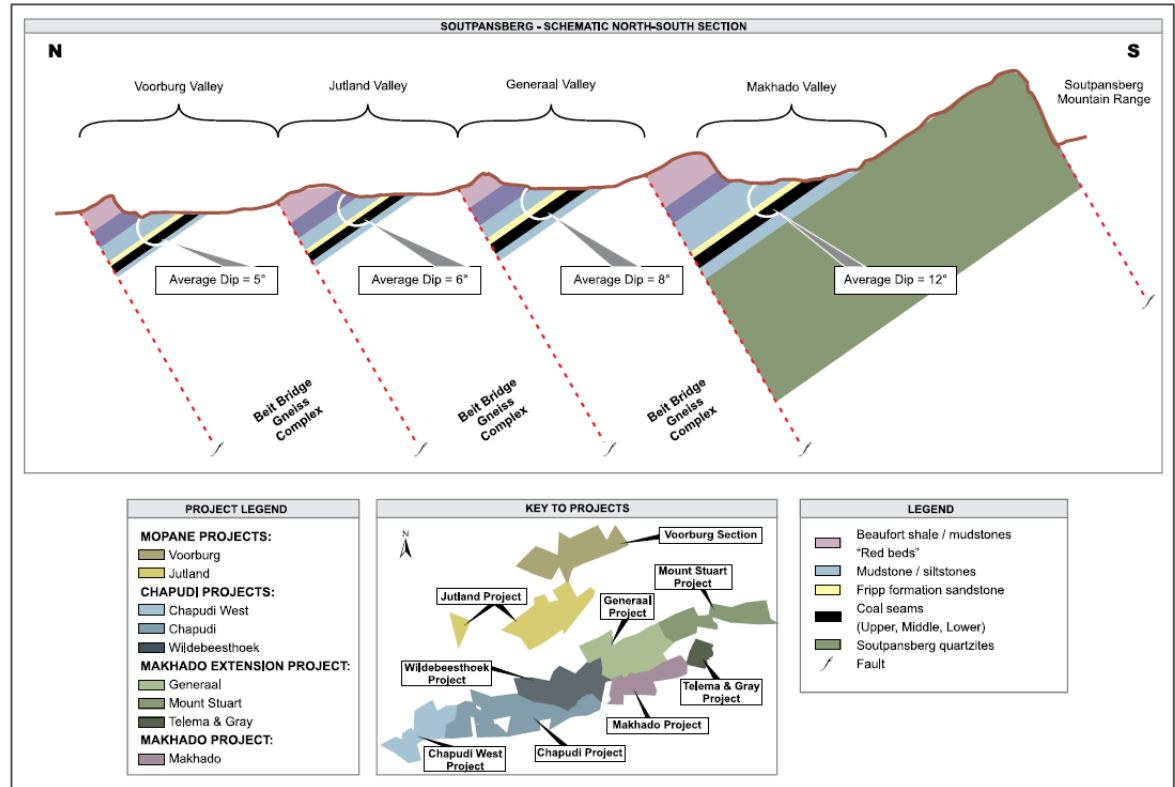 SOUTPANSBERG - SCHEMATIC NORTH-SOUTH SECTION
N
S
Voorburg Valley
Jutland Valley
Generaal Valley
Makhado Valley
Soutpansberg
Mountain Range
Average Dip = 5°
Average Dip = 6°
Average Dip = 8°
Average Dip = 12°
Beit Bridge
Gneiss
Complex
Beit Bridge
Gneiss
Complex
Beit Bridge
Gneiss
Complex
PROJECT LEGEND
MOPANE PROJECTS:
Voorburg
Jutland
CHAPUDI PROJECTS:
Chapudi West
Chapudi
Wildebeesthoek
MAKHADO EXTENSION PROJECT:
Generaal
Mount Stuart
Telema & Gray
MAKHADO PROJECT:
Makhado
KEY TO PROJECTS
N
Voorburg Section
Mount Stuart
Project
Jutland Project
Generaal
Project
Wildebeesthoek
Project
Telema & Gray
Project
Makhado Project
Chapudi West
Project
Chapudi Project
LEGEND
Beaufort shale / mudstones
"Red beds"
Mudstone / siltstones
Fripp formation sandstone
Coal seams
(Upper, Middle, Lower)
Soutpansberg quartzites
Fault